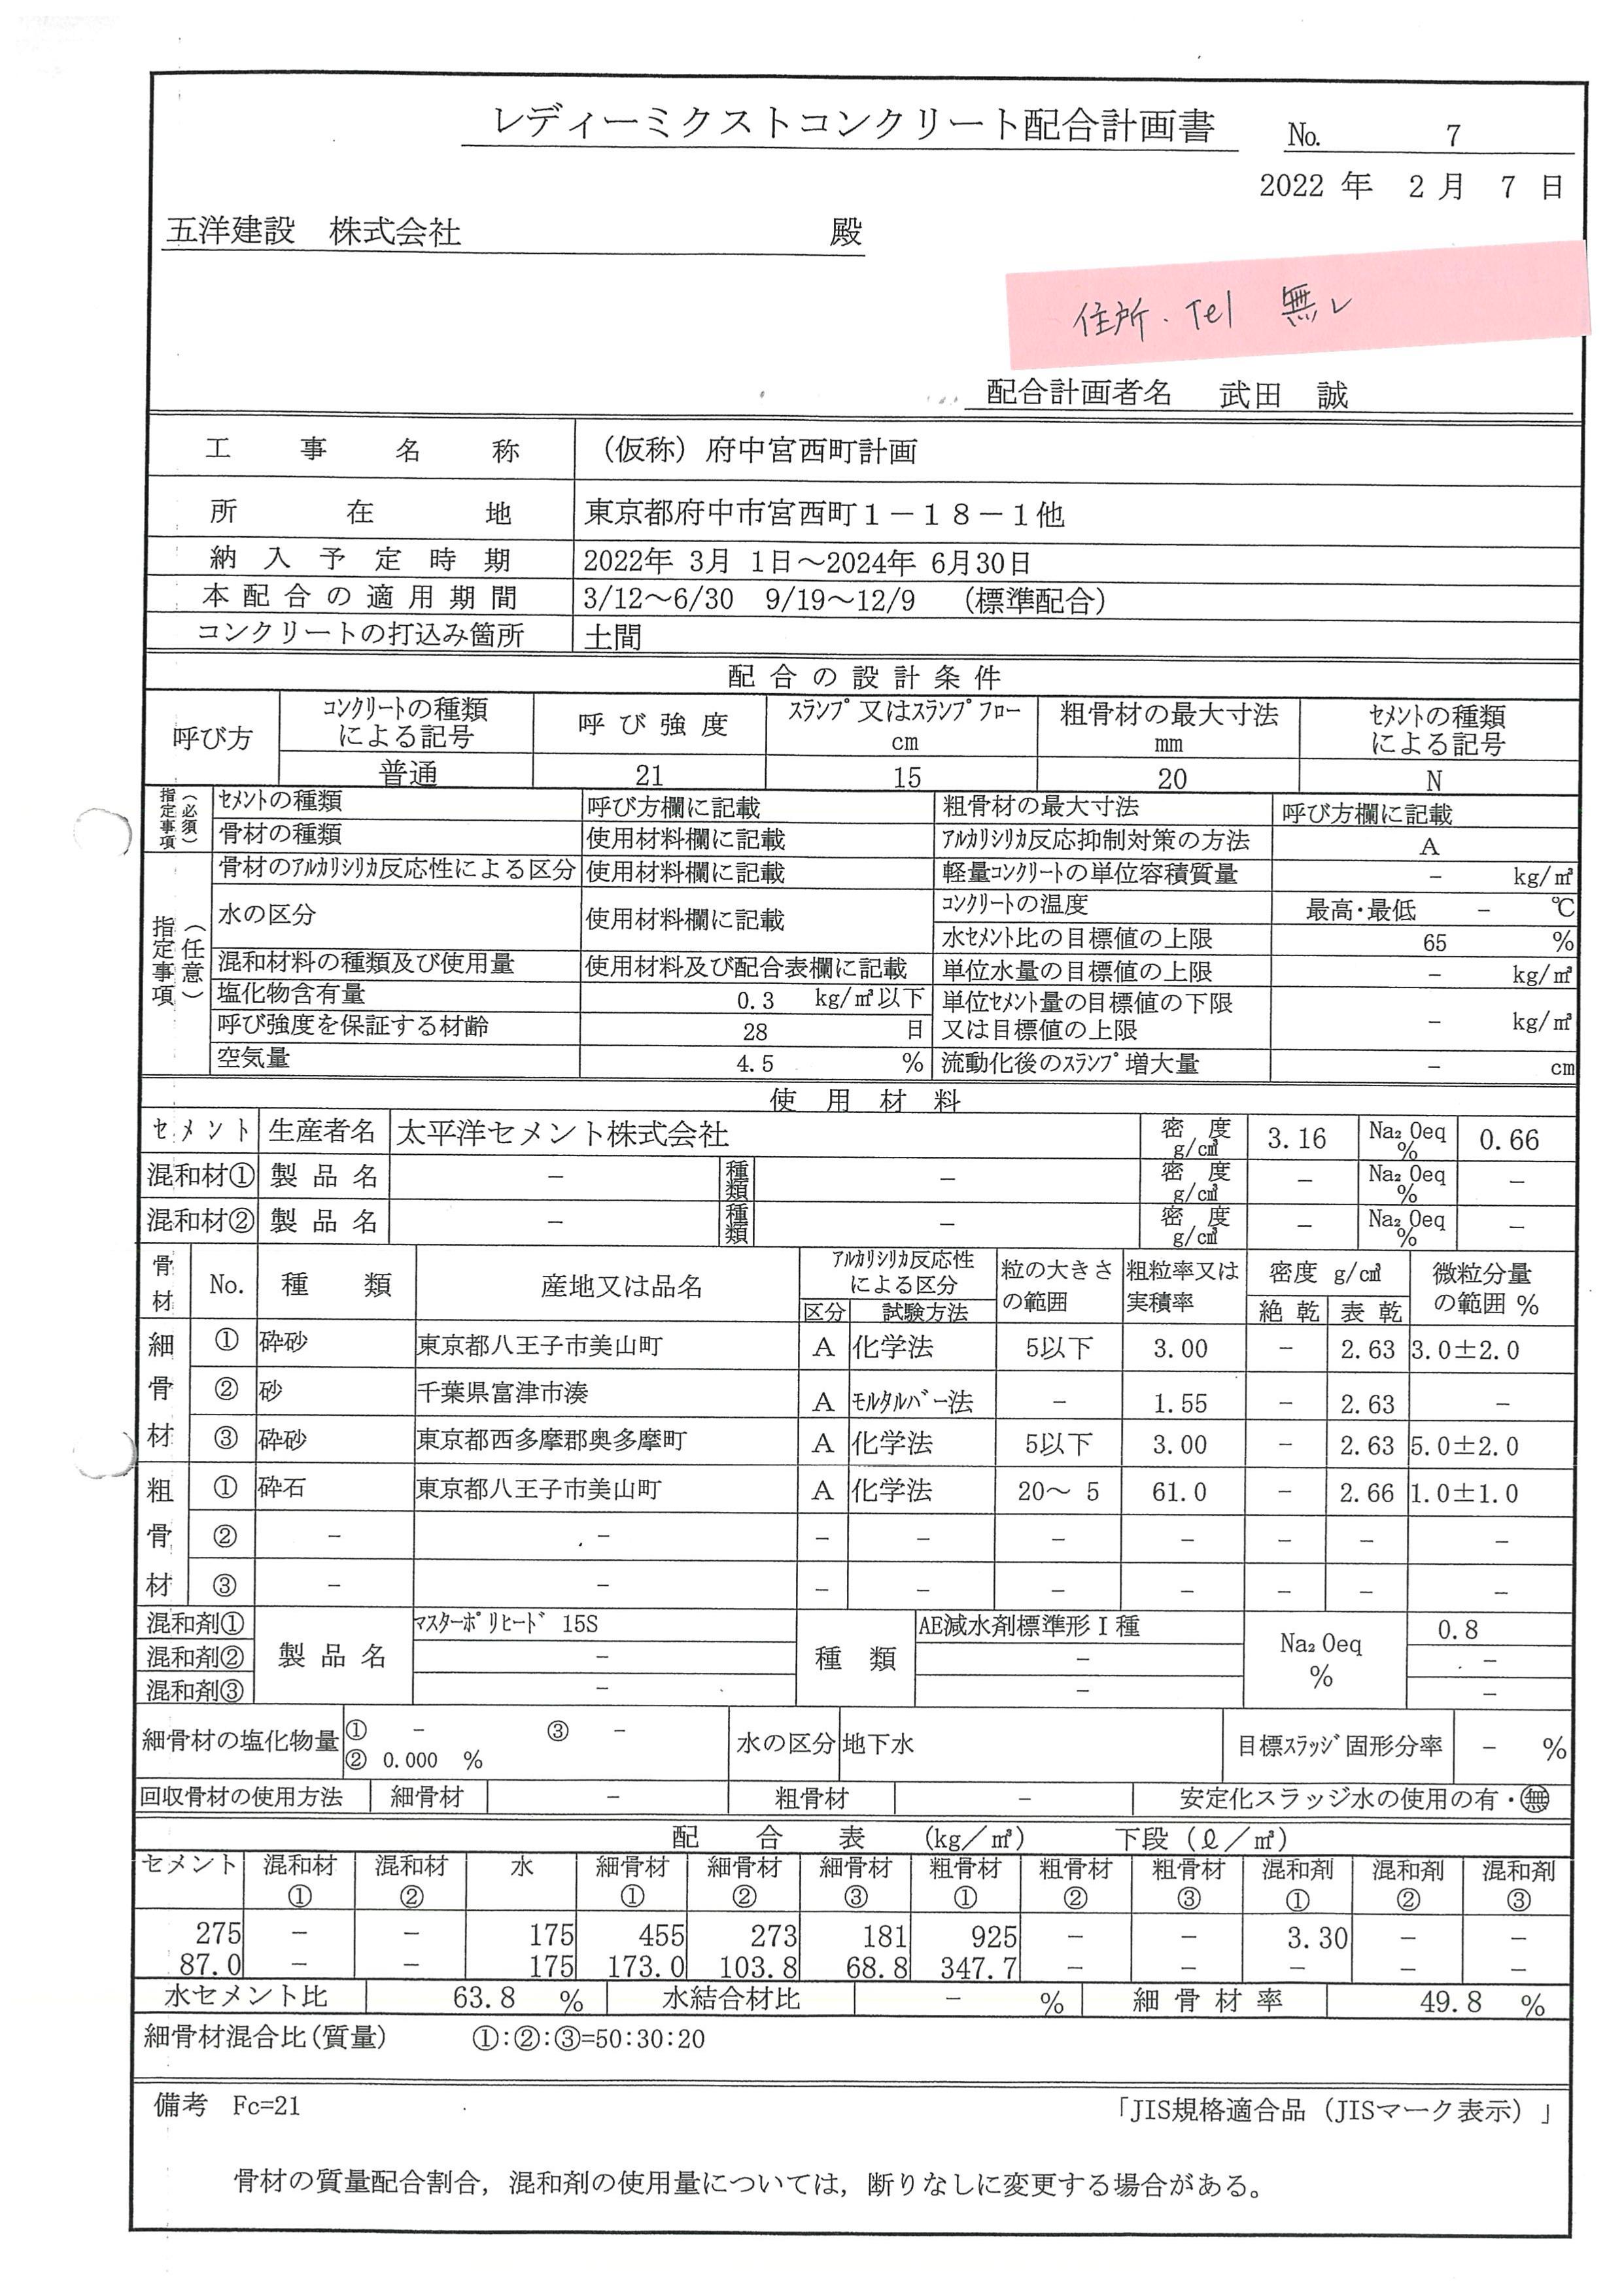 レディーミクストコンクリート配合計画書 No. 7
2022 年 2 月 7 日
五洋建設 株式会社 殿
住所・Tel 無レ
配合計画者名 武田 誠
工事名称 (仮称)府中宮西町計画
所在地 東京都府中市宮西町1-18-1他
納入予定時期 2022年 3月 1日~2024年 6月30日
本配合の適用期間 3/12~6/30 9/19~12/9 (標準配合)
コンクリートの打込み箇所 土間
配合の設計条件
呼び方 コンクリートの種類による記号 呼び強度 スランプ又はスランプフロー cm 粗骨材の最大寸法 mm セメントの種類による記号
普通 21 15 20 N
指定事項(必須) セメントの種類 呼び方欄に記載 粗骨材の最大寸法 呼び方欄に記載
骨材の種類 使用材料欄に記載 アルカリシリカ反応抑制対策の方法 A
指定事項(任意) 骨材のアルカリシリカ反応性による区分 使用材料欄に記載 軽量コンクリートの単位容積質量 - kg/㎥
水の区分 使用材料欄に記載 コンクリートの温度 最高・最低 - ℃
水セメント比の目標値の上限 65 %
混和材料の種類及び使用量 使用材料及び配合表欄に記載 単位水量の目標値の上限 - kg/㎥
塩化物含有量 0.3 kg/㎥以下 単位セメント量の目標値の下限又は目標値の上限 - kg/㎥
呼び強度を保証する材齢 28 日
空気量 4.5 % 流動化後のスランプ増大量 - cm
使用材料
セメント 生産者名 太平洋セメント株式会社 密度 g/c㎥ 3.16 Na₂Oeq % 0.66
混和材① 製品名 - 種類 - 密度 g/c㎥ - Na₂Oeq % -
混和材② 製品名 - 種類 - 密度 g/c㎥ - Na₂Oeq % -
骨材 No. 種類 産地又は品名 アルカリシリカ反応性による区分 粒の大きさの範囲 粗粒率又は実積率 密度 g/c㎥ 微粒分量の範囲 %
区分 試験方法 絶乾 表乾
細骨材 ① 砕砂 東京都八王子市美山町 A 化学法 5以下 3.00 - 2.63 3.0±2.0
② 砂 千葉県富津市湊 A モルタルバー法 - 1.55 - 2.63 -
③ 砕砂 東京都西多摩郡奥多摩町 A 化学法 5以下 3.00 - 2.63 5.0±2.0
粗骨材 ① 砕石 東京都八王子市美山町 A 化学法 20~ 5 61.0 - 2.66 1.0±1.0
② - - - - - - - - -
③ - - - - - - - - -
混和剤① 製品名 マスターポリヒード 15S 種類 AE減水剤標準形Ⅰ種 Na₂Oeq % 0.8
混和剤② - - -
混和剤③ - - -
細骨材の塩化物量 ① - ③ - 水の区分 地下水 目標スラッジ固形分率 - %
② 0.000 %
回収骨材の使用方法 細骨材 - 粗骨材 - 安定化スラッジ水の使用の有・㊀無
配合表 (kg/㎥) 下段(ℓ/㎥)
セメント 混和材① 混和材② 水 細骨材① 細骨材② 細骨材③ 粗骨材① 粗骨材② 粗骨材③ 混和剤① 混和剤② 混和剤③
275 - - 175 455 273 181 925 - - 3.30 - -
87.0 - - 175 173.0 103.8 68.8 347.7 - - - - -
水セメント比 63.8 % 水結合材比 - % 細骨材率 49.8 %
細骨材混合比(質量) ①:②:③=50:30:20
備考 Fc=21 「JIS規格適合品(JISマーク表示)」
骨材の質量配合割合,混和剤の使用量については,断りなしに変更する場合がある。